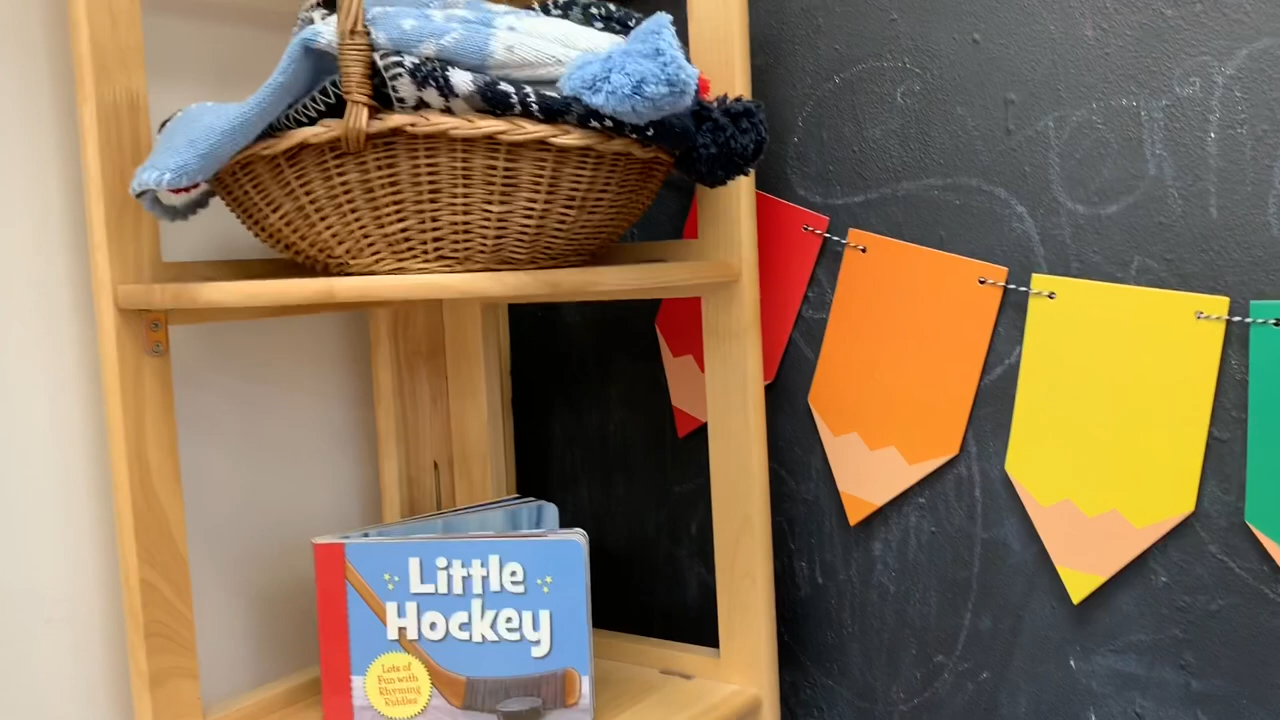 Little
Hockey
Lots of
Fun with
Rhyming
Riddles